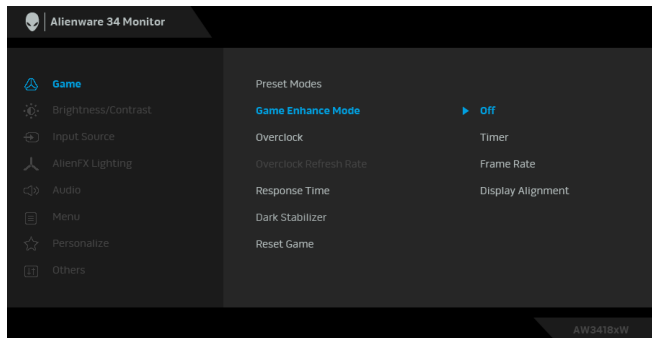 Alienware 34 Monitor
Game
Brightness/Contrast
Input Source
AlienFX Lighting
Audio
Menu
Personalize
Others
Preset Modes
Game Enhance Mode
Overclock
Overclock Refresh Rate
Response Time
Dark Stabilizer
Reset Game
Off
Timer
Frame Rate
Display Alignment
AW3418xW